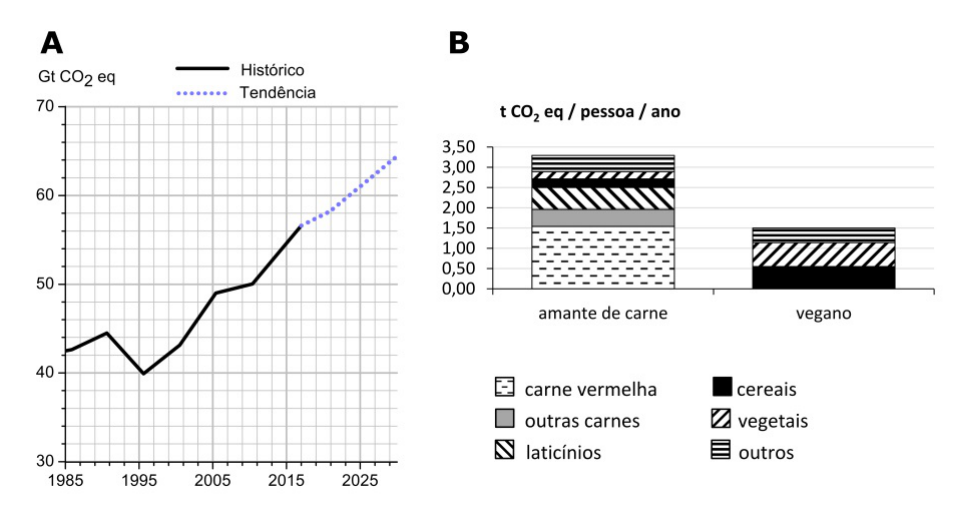 A
Gt CO2 eq
Histórico
Tendência
70
60
50
40
30
1985
1995
2005
2015
2025
B
t CO2 eq / pessoa / ano
3,50
3,00
2,50
2,00
1,50
1,00
0,50
0,00
amante de carne
vegano
carne vermelha
cereais
outras carnes
vegetais
laticínios
outros